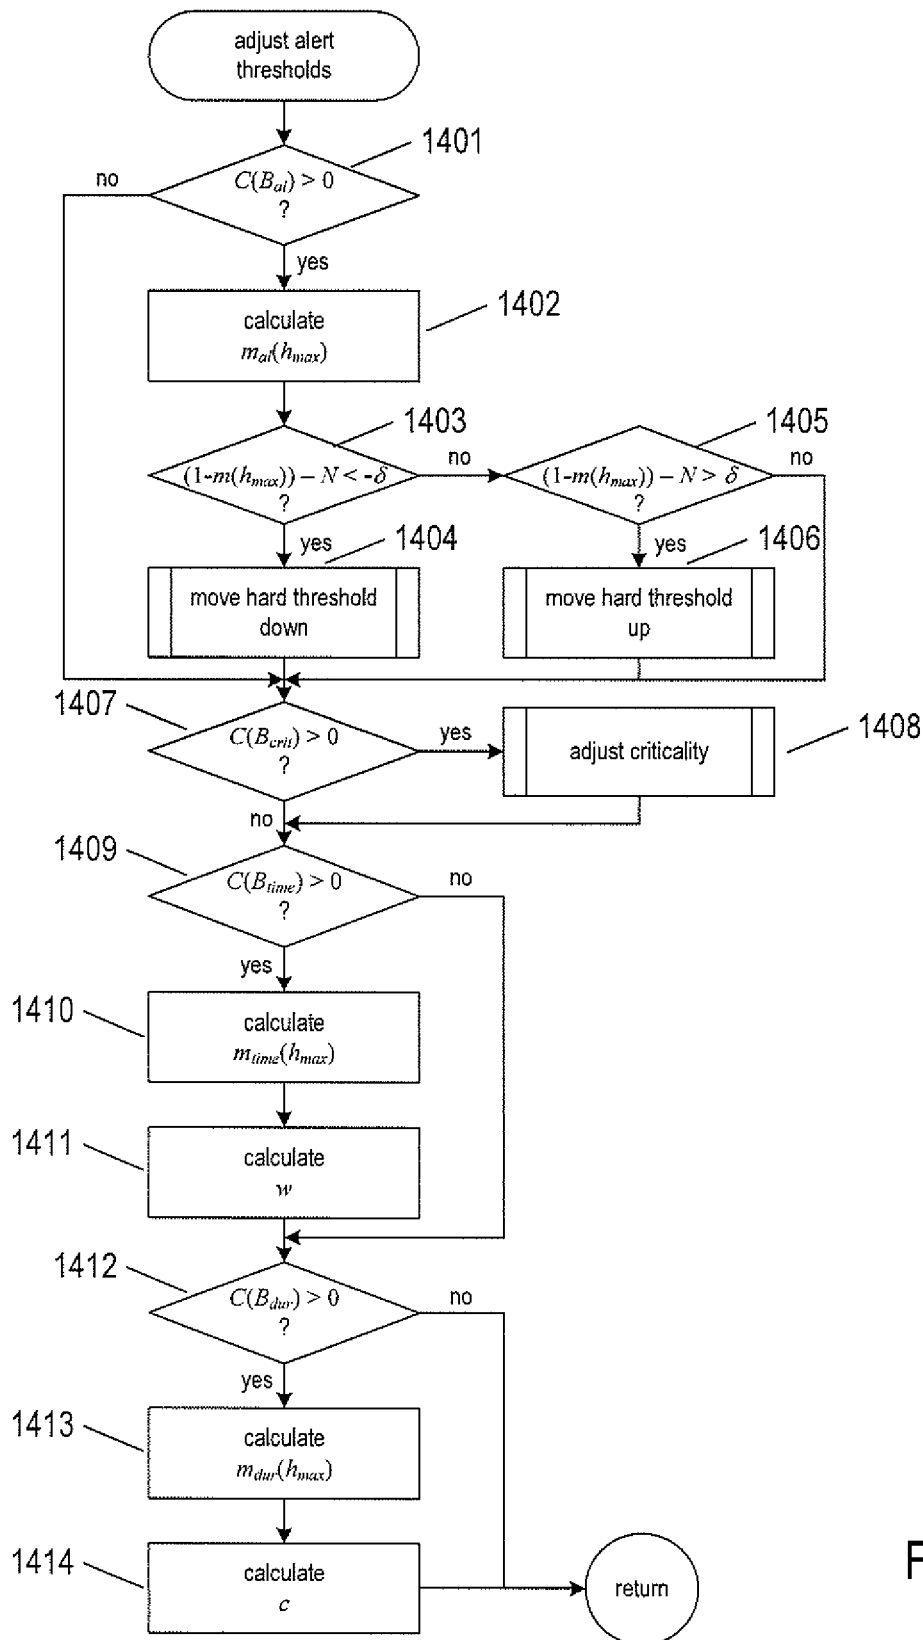 adjust alert
thresholds
1401
no
C(B_al) > 0
?
yes
1402
calculate
m_al(h_max)
1403
1405
(1-m(h_max)) – N < -δ
?
no
(1-m(h_max)) – N > δ
?
no
yes
1404
yes
1406
move hard threshold
down
move hard threshold
up
1407
C(B_crit) > 0
?
yes
adjust criticality
1408
no
1409
C(B_time) > 0
?
no
yes
1410
calculate
m_time(h_max)
1411
calculate
w
1412
C(B_dur) > 0
?
no
yes
1413
calculate
m_dur(h_max)
1414
calculate
c
return
F